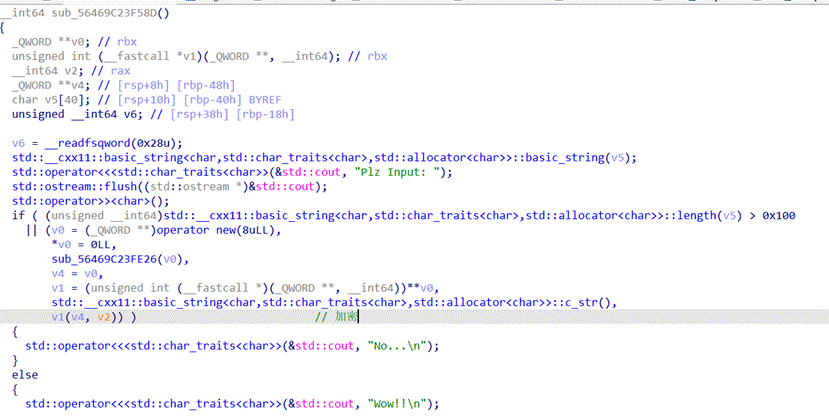 __int64 sub_56469C23F58D()
{
  _QWORD **v0; // rbx
  unsigned int (__fastcall *v1)(_QWORD **, __int64); // rbx
  __int64 v2; // rax
  _QWORD **v4; // [rsp+8h] [rbp-48h]
  char v5[40]; // [rsp+10h] [rbp-40h] BYREF
  unsigned __int64 v6; // [rsp+38h] [rbp-18h]

  v6 = __readfsqword(0x28u);
  std::__cxx11::basic_string<char,std::char_traits<char>,std::allocator<char>>::basic_string(v5);
  std::operator<<<std::char_traits<char>>(&std::cout, "Plz Input: ");
  std::ostream::flush((std::ostream *)&std::cout);
  std::operator>><char>();
  if ( (unsigned __int64)std::__cxx11::basic_string<char,std::char_traits<char>,std::allocator<char>>::length(v5) > 0x100
    || (v0 = (_QWORD **)operator new(8uLL),
        *v0 = 0LL,
        sub_56469C23FE26(v0),
        v4 = v0,
        v1 = (unsigned int (__fastcall *)(_QWORD **, __int64))**v0,
        std::__cxx11::basic_string<char,std::char_traits<char>,std::allocator<char>>::c_str(),
        v1(v4, v2)) ) // 加密
  {
    std::operator<<<std::char_traits<char>>(&std::cout, "No...\n");
  }
  else
  {
    std::operator<<<std::char_traits<char>>(&std::cout, "Wow!!\n");